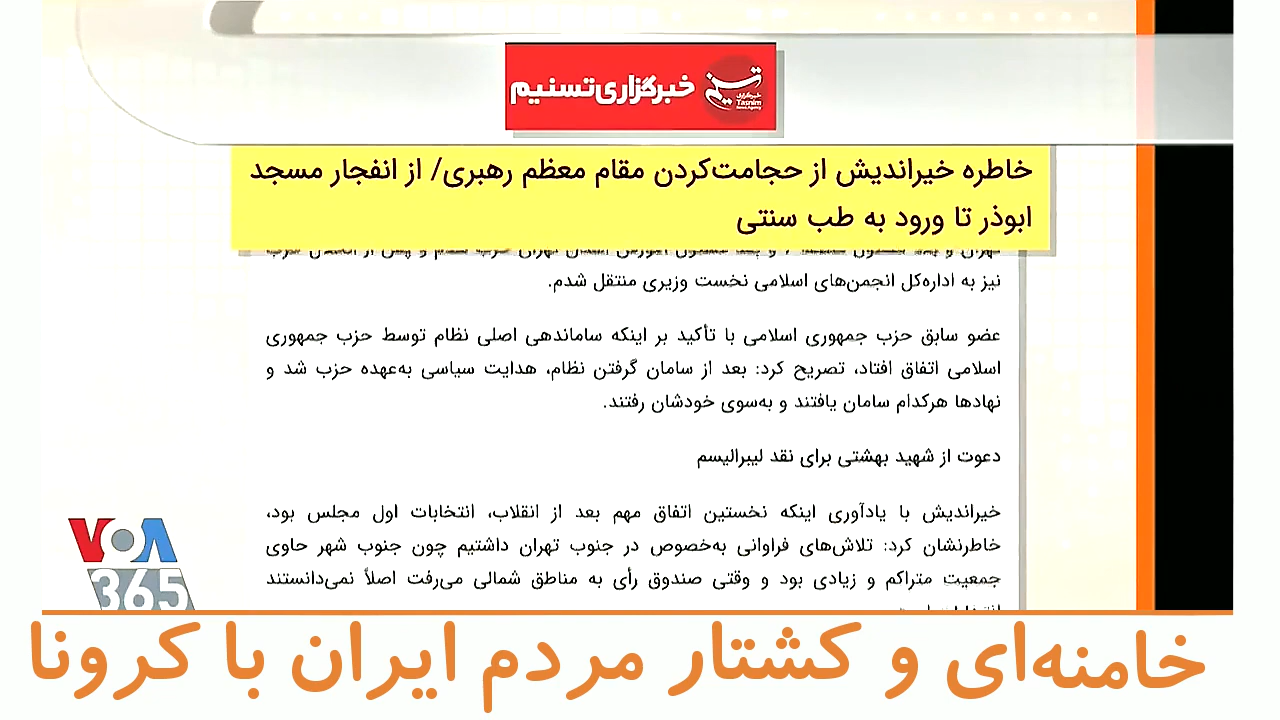 خبرگزاری تسنیم
تسنیم
خبرگزاری
Tasnim
News Agency
خاطره خیراندیش از حجامت‌کردن مقام معظم رهبری/ از انفجار مسجد
ابوذر تا ورود به طب سنتی
نیز به اداره‌کل انجمن‌های اسلامی نخست وزیری منتقل شدم.
عضو سابق حزب جمهوری اسلامی با تأکید بر اینکه ساماندهی اصلی نظام توسط حزب جمهوری
اسلامی اتفاق افتاد، تصریح کرد: بعد از سامان گرفتن نظام، هدایت سیاسی به‌عهده حزب شد و
نهادها هرکدام سامان یافتند و به‌سوی خودشان رفتند.
دعوت از شهید بهشتی برای نقد لیبرالیسم
خیراندیش با یادآوری اینکه نخستین اتفاق مهم بعد از انقلاب، انتخابات اول مجلس بود،
خاطرنشان کرد: تلاش‌های فراوانی به‌خصوص در جنوب تهران داشتیم چون جنوب شهر حاوی
جمعیت متراکم و زیادی بود و وقتی صندوق رأی به مناطق شمالی می‌رفت اصلاً نمی‌دانستند
VOA
365
خامنه‌ای و کشتار مردم ایران با کرونا